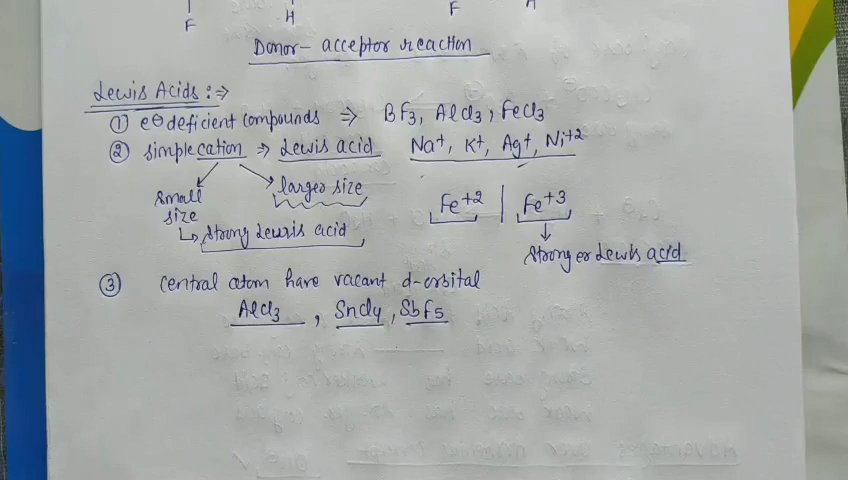 F H F H
Donor- acceptor reaction
Lewis Acids :⇒
① e⊖ deficient compounds ⇒ BF3, AlCl3, FeCl3
② simple cation ⇒ Lewis acid Na+, K+, Ag+, Ni+2
small size
larger size
Fe+2 | Fe+3
↳ strong Lewis acid
↓
Stronger Lewis acid
③ central atom have vacant d-orbital
AlCl3, SnCl4, SbF5